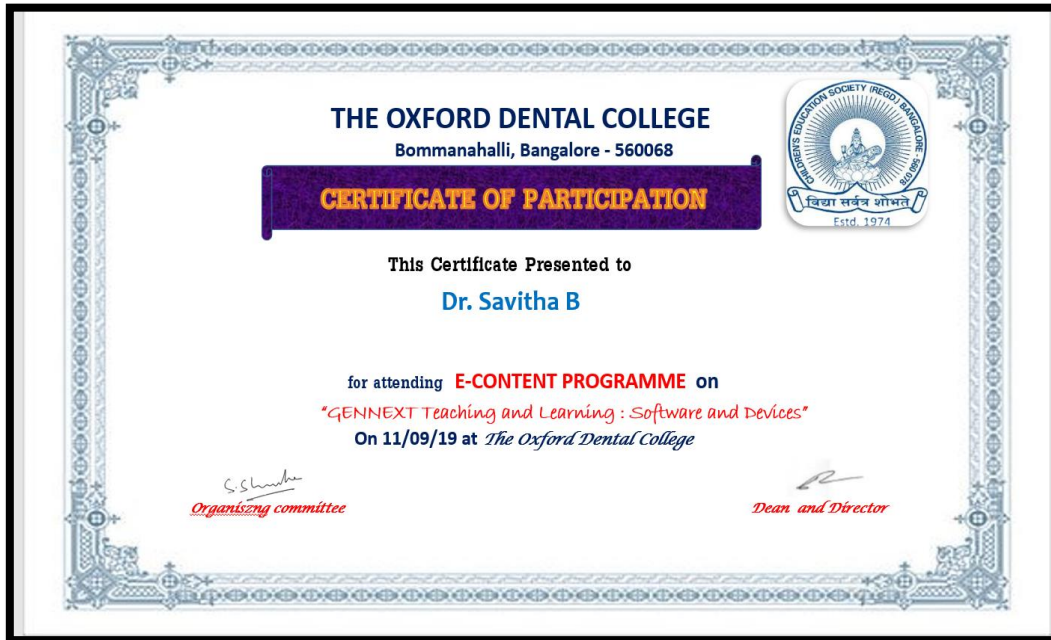 THE OXFORD DENTAL COLLEGE
Bommanahalli, Bangalore - 560068
CERTIFICATE OF PARTICIPATION
CHILDREN'S EDUCATION SOCIETY (REGD.) BANGALORE - 560 078
विद्या सर्वत्र शोभते
Estd. 1974
This Certificate Presented to
Dr. Savitha B
for attending E-CONTENT PROGRAMME on
"GENNEXT Teaching and Learning : Software and Devices"
On 11/09/19 at The Oxford Dental College
Organiszng committee
Dean and Director